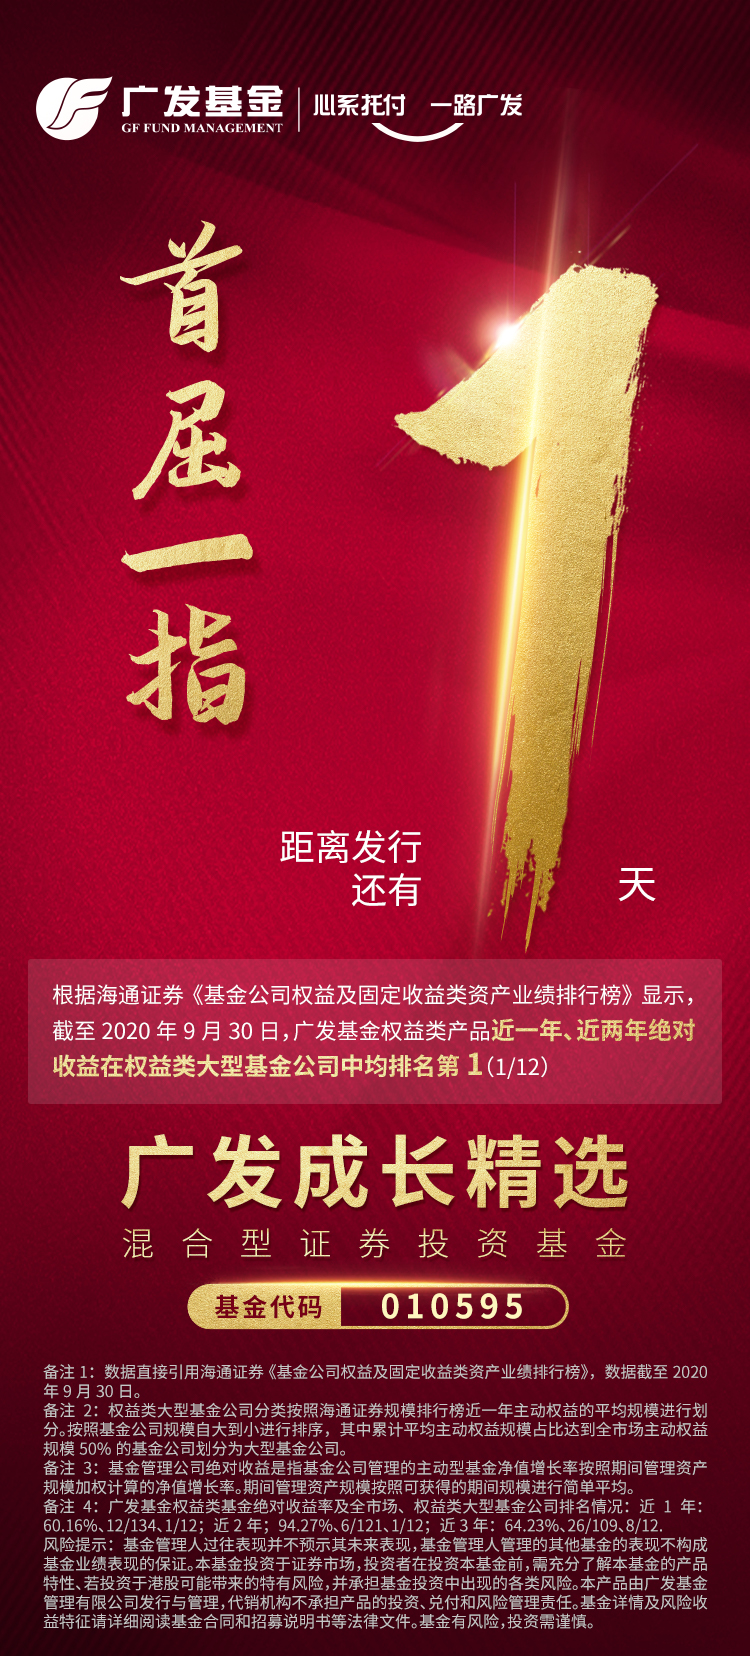 广发基金
GF FUND MANAGEMENT
心系托付 一路广发
首屈一指
1
距离发行
还有
天
根据海通证券《基金公司权益及固定收益类资产业绩排行榜》显示，
截至 2020 年 9 月 30 日，广发基金权益类产品近一年、近两年绝对
收益在权益类大型基金公司中均排名第 1（1/12）
广发成长精选
混合型证券投资基金
基金代码 010595
备注 1：数据直接引用海通证券《基金公司权益及固定收益类资产业绩排行榜》，数据截至 2020
年 9 月 30 日。
备注 2：权益类大型基金公司分类按照海通证券规模排行榜近一年主动权益的平均规模进行划
分。按照基金公司规模自大到小进行排序，其中累计平均主动权益规模占比达到全市场主动权益
规模 50% 的基金公司划分为大型基金公司。
备注 3：基金管理公司绝对收益是指基金公司管理的主动型基金净值增长率按照期间管理资产
规模加权计算的净值增长率。期间管理资产规模按照可获得的期间规模进行简单平均。
备注 4：广发基金权益类基金绝对收益率及全市场、权益类大型基金公司排名情况：近 1 年：
60.16%、12/134、1/12；近 2 年；94.27%、6/121、1/12；近 3 年：64.23%、26/109、8/12.
风险提示：基金管理人过往表现并不预示其未来表现，基金管理人管理的其他基金的表现不构成
基金业绩表现的保证。本基金投资于证券市场，投资者在投资本基金前，需充分了解本基金的产品
特性、若投资于港股可能带来的特有风险，并承担基金投资中出现的各类风险。本产品由广发基金
管理有限公司发行与管理，代销机构不承担产品的投资、兑付和风险管理责任。基金详情及风险收
益特征请详细阅读基金合同和招募说明书等法律文件。基金有风险，投资需谨慎。